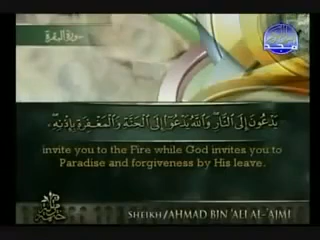 سورة البقرة
يَدْعُونَ إِلَى النَّارِ وَاللَّهُ يَدْعُو إِلَى الْجَنَّةِ وَالْمَغْفِرَةِ بِإِذْنِهِ
invite you to the Fire while God invites you to
Paradise and forgiveness by His leave.
SHEIKH/AHMAD BIN 'ALI AL-'AJMI